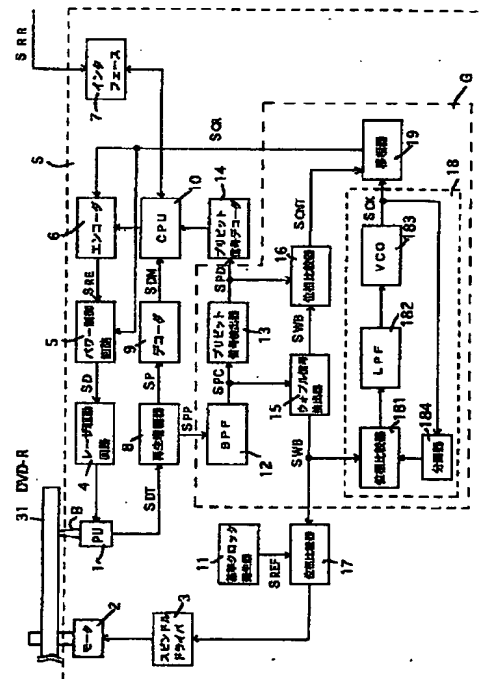 SRR
DVD-R
31
S
B
PU
1
モータ
2
スピンドル
ドライバ
3
レーザ駆動
回路
4
SD
パワー制御
回路
5
SRE
エンコーダ
6
インタ
フェース
7
SDT
再生増幅器
8
SP
デコーダ
9
SDM
CPU
10
SCR
SPP
BPF
12
SPC
プリピット
信号検出器
13
SPD
プリピット
信号デコーダ
14
G
基準クロック
発生器
11
SREF
位相比較器
17
SWB
ウォブル信号
抽出器
15
SWB
位相比較器
16
SCNT
移相器
19
SCK
位相比較器
181
LPF
182
VCO
183
分周器
184
18